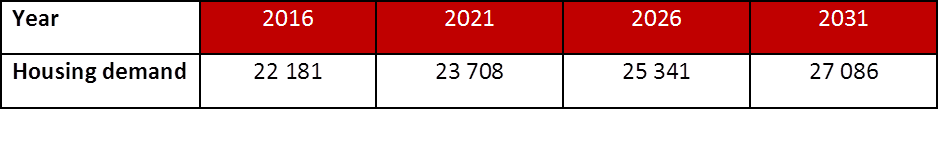 Year 2016 2021 2026 2031
Housing demand 22 181 23 708 25 341 27 086